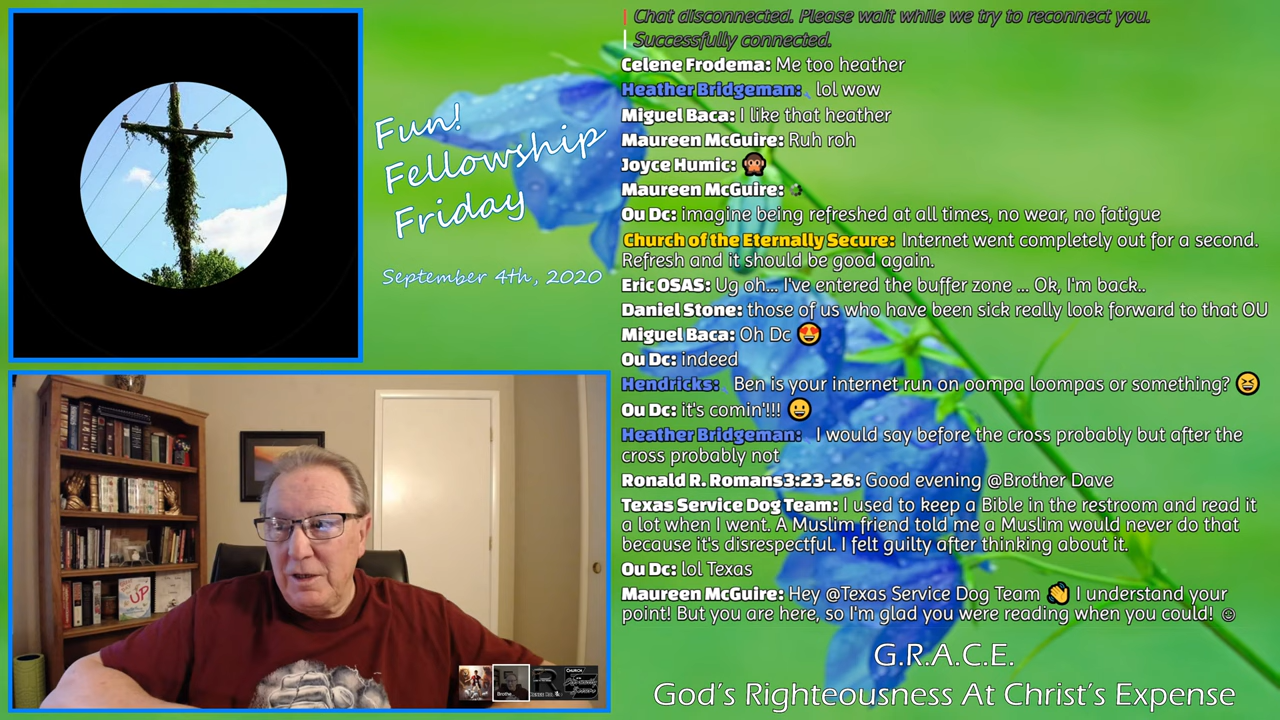 Chat disconnected. Please wait while we try to reconnect you.
Successfully connected.
Celene Frodema: Me too heather
Heather Bridgeman: lol wow
Miguel Baca: I like that heather
Maureen McGuire: Ruh roh
Joyce Humic: 🙊
Maureen McGuire:
Ou Dc: imagine being refreshed at all times, no wear, no fatigue
Church of the Eternally Secure: Internet went completely out for a second.
Refresh and it should be good again.
Eric OSAS: Ug oh... I've entered the buffer zone ... Ok, I'm back..
Daniel Stone: those of us who have been sick really look forward to that OU
Miguel Baca: Oh Dc 😍
Ou Dc: indeed
Hendricks: Ben is your internet run on oompa loompas or something? 😆
Ou Dc: it's comin'!!! 😀
Heather Bridgeman: I would say before the cross probably but after the
cross probably not
Ronald R. Romans3:23-26: Good evening @Brother Dave
Texas Service Dog Team: I used to keep a Bible in the restroom and read it
a lot when I went. A Muslim friend told me a Muslim would never do that
because it's disrespectful. I felt guilty after thinking about it.
Ou Dc: lol Texas
Maureen McGuire: Hey @Texas Service Dog Team 👋 I understand your
point! But you are here, so I'm glad you were reading when you could! ☺
Fun!
Fellowship
Friday
September 4th, 2020
UP
Brothe...
CHURCH
G.R.A.C.E.
God's Righteousness At Christ's Expense